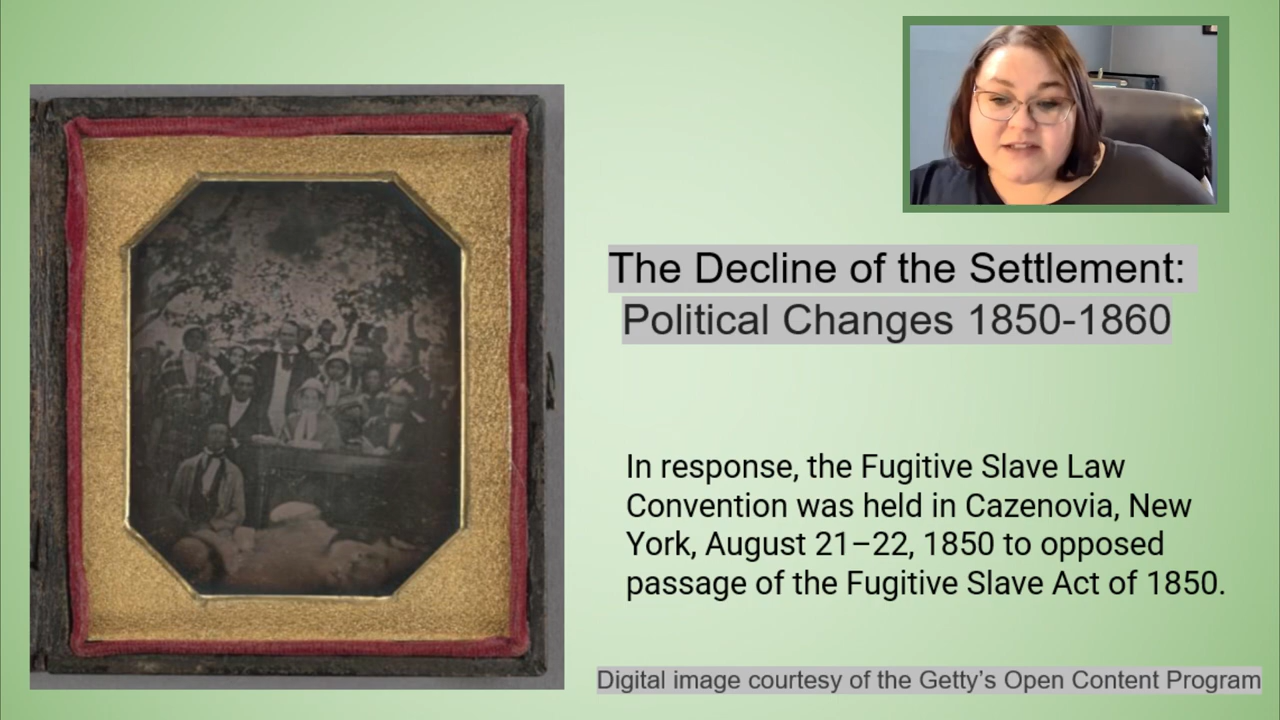 The Decline of the Settlement:
Political Changes 1850-1860
In response, the Fugitive Slave Law
Convention was held in Cazenovia, New
York, August 21–22, 1850 to opposed
passage of the Fugitive Slave Act of 1850.
Digital image courtesy of the Getty’s Open Content Program